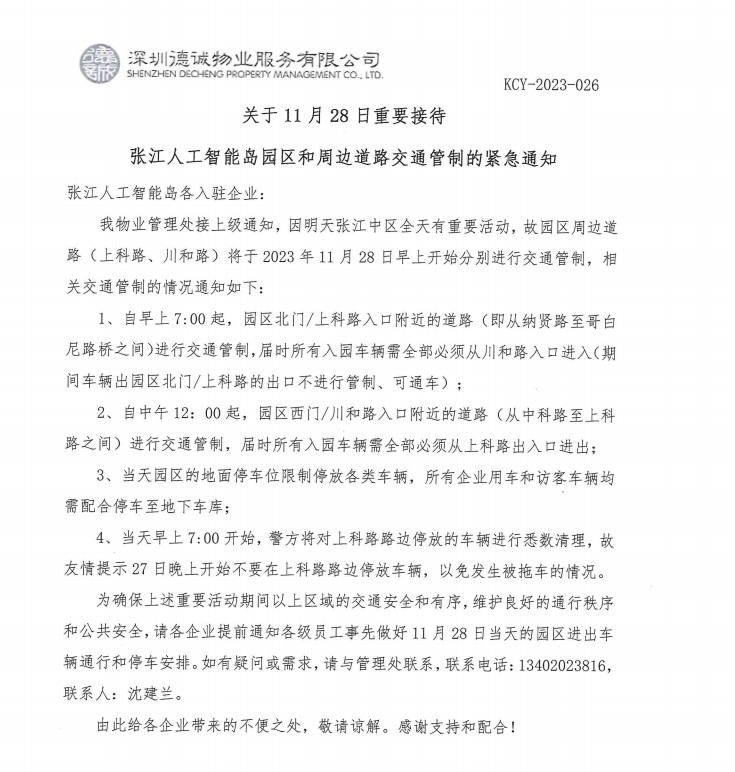 深圳德诚物业服务有限公司
SHENZHEN DECHENG PROPERTY MANAGEMENT CO., LTD.
KCY-2023-026
关于 11 月 28 日重要接待
张江人工智能岛园区和周边道路交通管制的紧急通知
张江人工智能岛各入驻企业：
我物业管理处接上级通知，因明天张江中区全天有重要活动，故园区周边道
路（上科路、川和路）将于 2023 年 11 月 28 日早上开始分别进行交通管制，相
关交通管制的情况通知如下：
1、自早上 7:00 起，园区北门/上科路入口附近的道路（即从纳贤路至哥白
尼路桥之间)进行交通管制,届时所有入园车辆需全部必须从川和路入口进入(期
间车辆出园区北门/上科路的出口不进行管制、可通车)；
2、自中午 12：00 起，园区西门/川和路入口附近的道路（从中科路至上科
路之间）进行交通管制，届时所有入园车辆需全部必须从上科路出入口进出;
3、当天园区的地面停车位限制停放各类车辆，所有企业用车和访客车辆均
需配合停车至地下车库;
4、当天早上 7:00 开始，警方将对上科路路边停放的车辆进行悉数清理，故
友情提示 27 日晚上开始不要在上科路路边停放车辆，以免发生被拖车的情况。
为确保上述重要活动期间以上区域的交通安全和有序,维护良好的通行秩序
和公共安全,请各企业提前通知各级员工事先做好 11 月 28 日当天的园区进出车
辆通行和停车安排。如有疑问或需求,请与管理处联系,联系电话:13402023816,
联系人：沈建兰。
由此给各企业带来的不便之处，敬请谅解。感谢支持和配合！